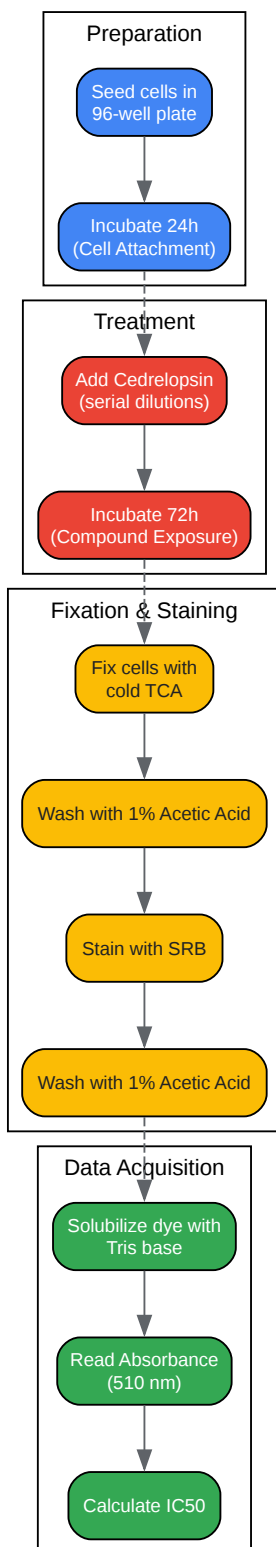 Preparation
Seed cells in
96-well plate
Incubate 24h
(Cell Attachment)
Treatment
Add Cedrelopsin
(serial dilutions)
Incubate 72h
(Compound Exposure)
Fixation & Staining
Fix cells with
cold TCA
Wash with 1% Acetic Acid
Stain with SRB
Wash with 1% Acetic Acid
Data Acquisition
Solubilize dye with
Tris base
Read Absorbance
(510 nm)
Calculate IC50